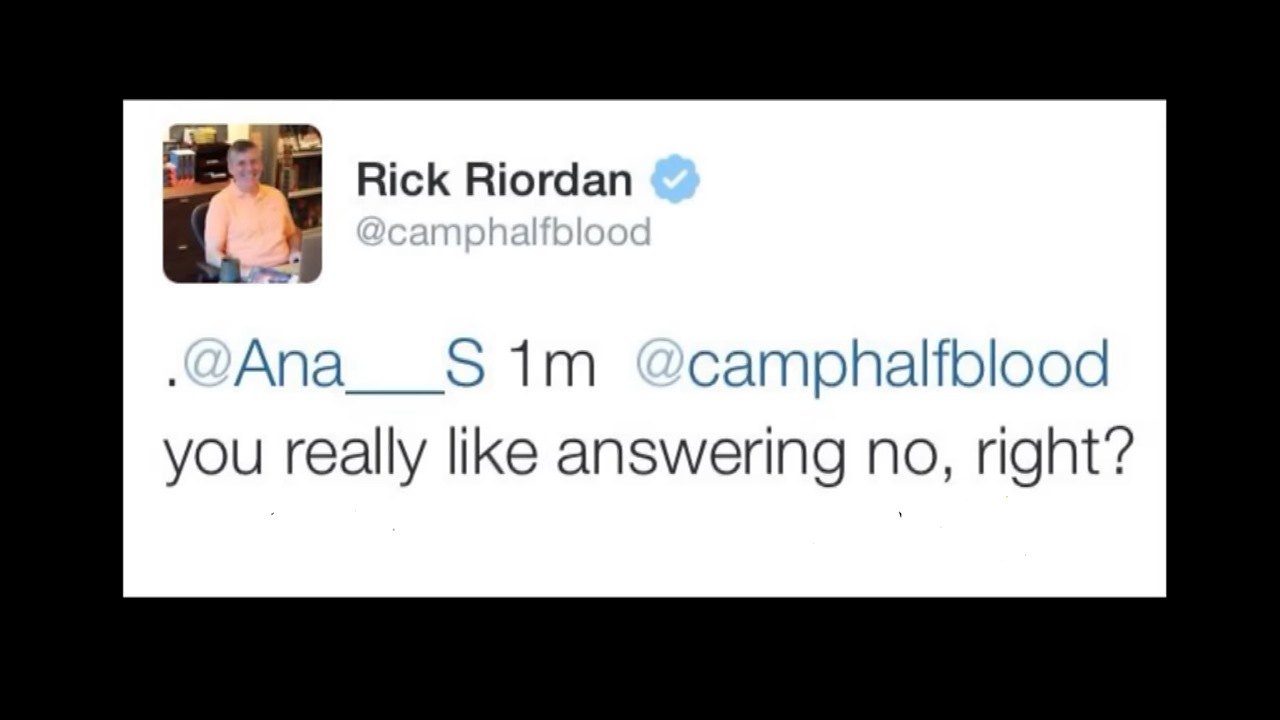 Rick Riordan
@camphalfblood
.@Ana___S 1m @camphalfblood
you really like answering no, right?